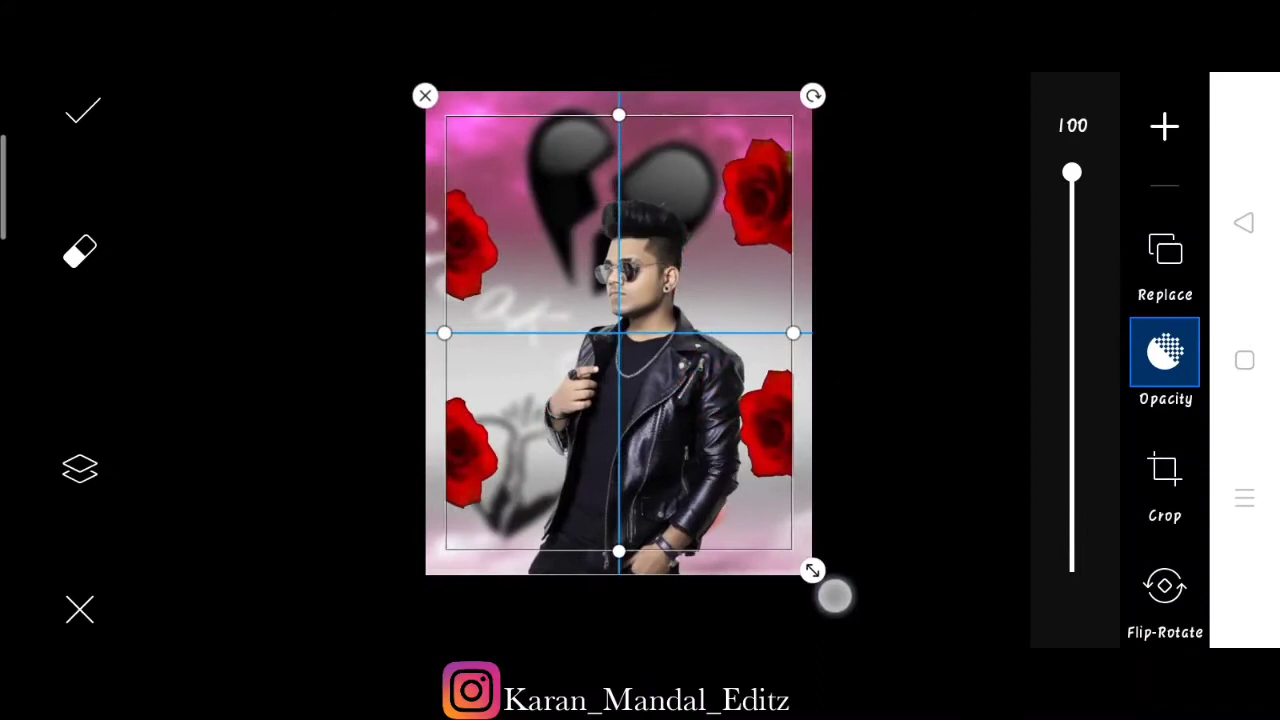 100
Replace
Opacity
Crop
Flip-Rotate
Karan_Mandal_Editz